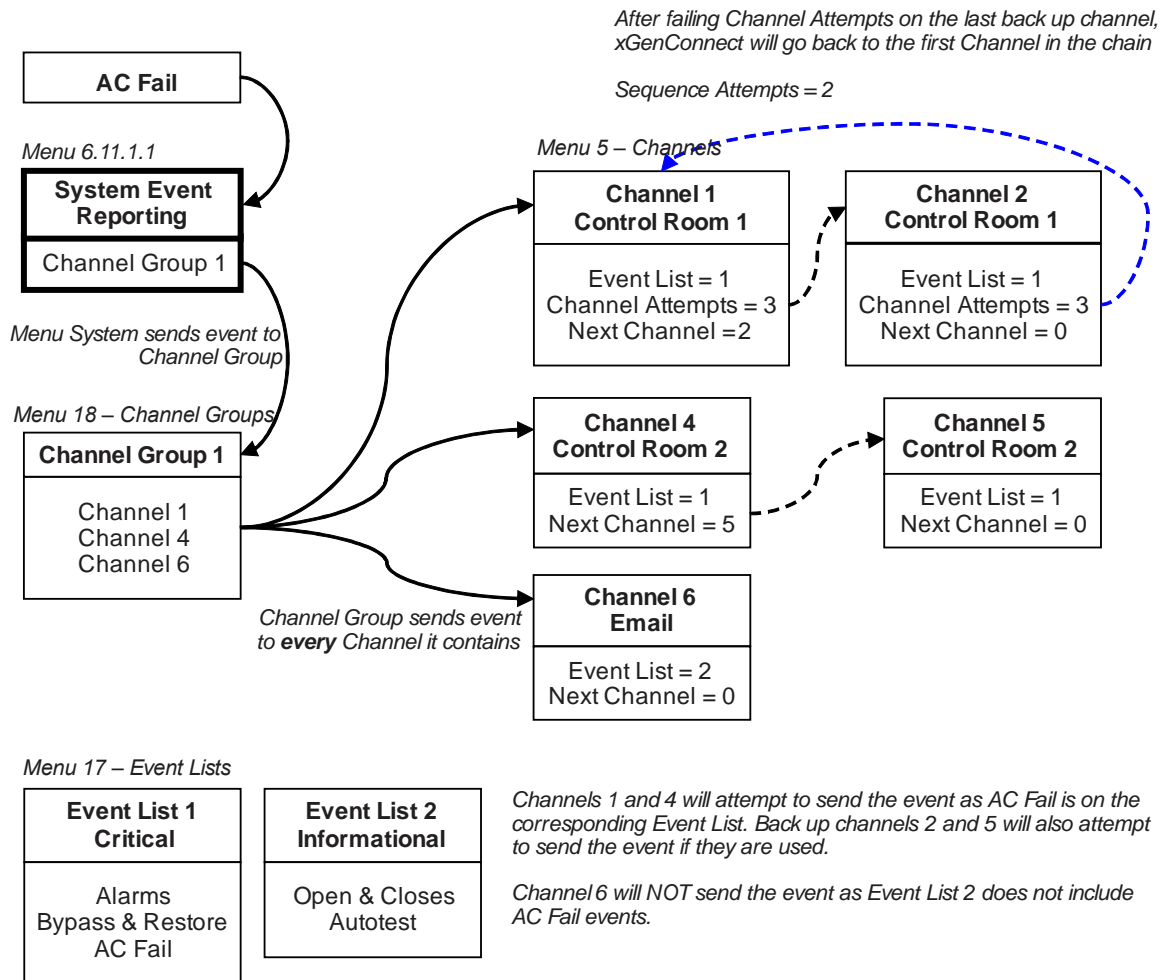 After failing Channel Attempts on the last back up channel,
xGenConnect will go back to the first Channel in the chain
Sequence Attempts = 2
AC Fail
Menu 6.11.1.1
System Event
Reporting
Channel Group 1
Menu System sends event to
Channel Group
Menu 18 – Channel Groups
Channel Group 1
Channel 1
Channel 4
Channel 6
Channel Group sends event
to every Channel it contains
Menu 5 – Channels
Channel 1
Control Room 1
Event List = 1
Channel Attempts = 3
Next Channel =2
Channel 2
Control Room 1
Event List = 1
Channel Attempts = 3
Next Channel = 0
Channel 4
Control Room 2
Event List = 1
Next Channel = 5
Channel 5
Control Room 2
Event List = 1
Next Channel = 0
Channel 6
Email
Event List = 2
Next Channel = 0
Menu 17 – Event Lists
Event List 1
Critical
Alarms
Bypass & Restore
AC Fail
Event List 2
Informational
Open & Closes
Autotest
Channels 1 and 4 will attempt to send the event as AC Fail is on the
corresponding Event List. Back up channels 2 and 5 will also attempt
to send the event if they are used.
Channel 6 will NOT send the event as Event List 2 does not include
AC Fail events.